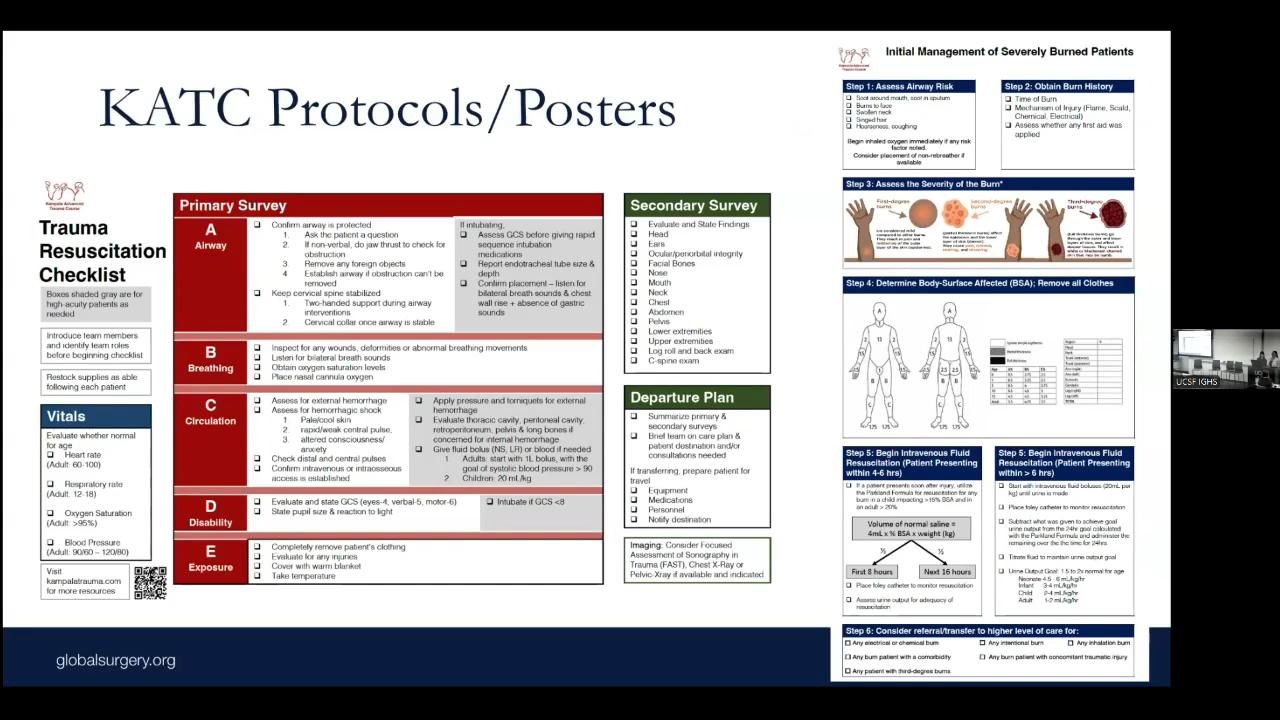 KATC Protocols/Posters
Kampala Advanced
Trauma Course
Trauma
Resuscitation
Checklist
Boxes shaded gray are for
high-acuity patients as
needed
Introduce team members
and identify team roles
before beginning checklist
Restock supplies as able
following each patient
Vitals
Evaluate whether normal
for age
Heart rate
(Adult: 60-100)
Respiratory rate
(Adult: 12-18)
Oxygen Saturation
(Adult: >95%)
Blood Pressure
(Adult: 90/60 – 120/80)
Visit
kampalatrauma.com
for more resources
Primary Survey
A
Airway
Confirm airway is protected
1. Ask the patient a question
2. If non-verbal, do jaw thrust to check for
obstruction
3 Remove any foreign objects
4 Establish airway if obstruction can't be
removed
Keep cervical spine stabilized
1. Two-handed support during airway
interventions
2. Cervical collar once airway is stable
If intubating,
Assess GCS before giving rapid
sequence intubation
medications
Report endotracheal tube size &
depth
Confirm placement – listen for
bilateral breath sounds & chest
wall rise + absence of gastric
sounds
B
Breathing
Inspect for any wounds, deformities or abnormal breathing movements
Listen for bilateral breath sounds
Obtain oxygen saturation levels
Place nasal cannula oxygen
C
Circulation
Assess for external hemorrhage
Assess for hemorrhagic shock
1 Pale/cool skin
2. rapid/weak central pulse,
3. altered consciousness/
anxiety
Check distal and central pulses
Confirm intravenous or intraosseous
access is established
Apply pressure and torniquets for external
hemorrhage
Evaluate thoracic cavity, peritoneal cavity,
retroperitoneum, pelvis & long bones if
concerned for internal hemorrhage
Give fluid bolus (NS, LR) or blood if needed
1 Adults: start with 1L bolus, with the
goal of systolic blood pressure > 90
2 Children: 20 mL/kg
D
Disability
Evaluate and state GCS (eyes-4, verbal-5, motor-6)
State pupil size & reaction to light
Intubate if GCS <8
E
Exposure
Completely remove patient's clothing
Evaluate for any injuries
Cover with warm blanket
Take temperature
Secondary Survey
Evaluate and State Findings
Head
Ears
Ocular/periorbital integrity
Facial Bones
Nose
Mouth
Neck
Chest
Abdomen
Pelvis
Lower extremities
Upper extremities
Log roll and back exam
C-spine exam
Departure Plan
Summarize primary &
secondary surveys
Brief team on care plan &
patient destination and/or
consultations needed
If transferring, prepare patient for
travel
Equipment
Medications
Personnel
Notify destination
Imaging: Consider Focused
Assessment of Sonography in
Trauma (FAST), Chest X-Ray or
Pelvic-Xray if available and indicated
Initial Management of Severely Burned Patients
Step 1: Assess Airway Risk
Soot around mouth, soot in sputum
Burns to face
Swollen neck
Singed hair
Hoarseness, coughing
Begin inhaled oxygen immediately if any risk
factor noted.
Consider placement of non-rebreather if
available
Step 2: Obtain Burn History
Time of Burn
Mechanism of Injury (Flame, Scald,
Chemical, Electrical)
Assess whether any first aid was
applied
Step 3: Assess the Severity of the Burn*
First-degree
burns
Second-degree
burns
Third-degree
burns
Step 4: Determine Body-Surface Affected (BSA); Remove all Clothes
Step 5: Begin Intravenous Fluid
Resuscitation (Patient Presenting
within 4-6 hrs)
If a patient presents soon after injury, utilize
the Parkland Formula for resuscitation for any
burn in a child impacting >15% BSA and in
an adult > 20%
Volume of normal saline =
4mL x % BSA x weight (kg)
½ ½
First 8 hours
Next 16 hours
Place foley catheter to monitor resuscitation
Assess urine output for adequacy of
resuscitation
Step 5: Begin Intravenous Fluid
Resuscitation (Patient Presenting
> 6 hrs)
Start with intravenous fluid boluses (20mL per
kg) until urine is made
Place foley catheter to monitor resuscitation
Subtract what was given to achieve goal
urine output from the 24hr goal calculated
with the Parkland Formula and administer the
remaining over the the time for 24hrs
Titrate fluid to maintain urine output goal
Urine Output Goal: 1.5 to 2x normal for age
Neonate 4.5 - 6 mL/kg/hr
Infant 3-4 mL/kg/hr
Child 2-4 mL/kg/hr
Adult 1-2 mL/kg/hr
Step 6: Consider referral/transfer to higher level of care for:
Any electrical or chemical burn
Any intentional burn
Any inhalation burn
Any burn patient with a comorbidity
Any burn patient with concomitant traumatic injury
Any patient with third-degree burns
globalsurgery.org
UCSF IGHS